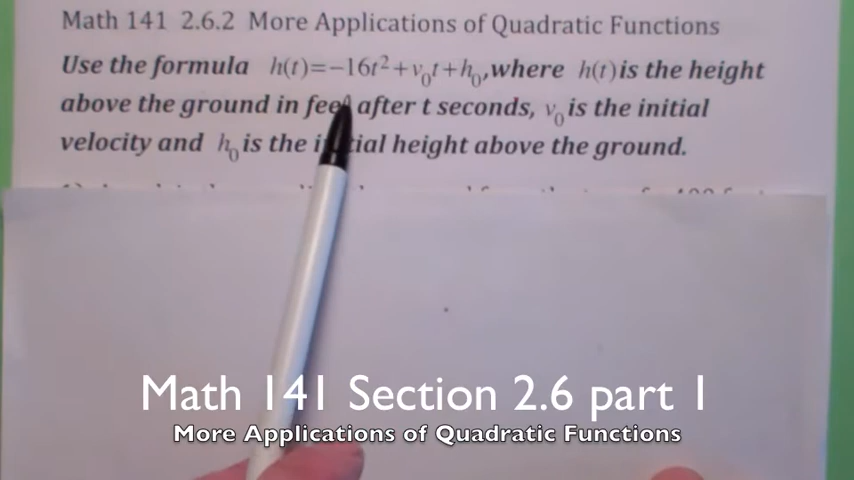 Math 141 2.6.2 More Applications of Quadratic Functions
Use the formula h(t)=−16t²+v₀t+h₀, where h(t) is the height
above the ground in feet after t seconds, v₀ is the initial
velocity and h₀ is the initial height above the ground.
Math 141 Section 2.6 part 1
More Applications of Quadratic Functions